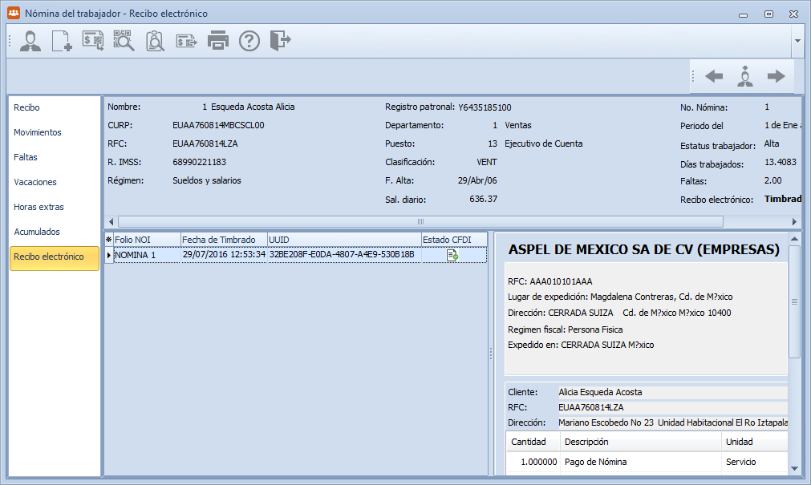 Nómina del trabajador - Recibo electrónico
Recibo
Movimientos
Faltas
Vacaciones
Horas extras
Acumulados
Recibo electrónico
Nombre: 1 Esqueda Acosta Alicia Registro patronal: Y6435185100 No. Nómina: 1
CURP: EUAA760814MBCSCL00 Departamento: 1 Ventas Periodo del 1 de Ene
RFC: EUAA760814LZA Puesto: 13 Ejecutivo de Cuenta Estatus trabajador: Alta
R. IMSS: 68990221183 Clasificación: VENT Días trabajados: 13.4083
Régimen: Sueldos y salarios F. Alta: 29/Abr/06 Faltas: 2.00
Sal. diario: 636.37 Recibo electrónico: Timbrad
Folio NOI Fecha de Timbrado UUID Estado CFDI
NOMINA 1 29/07/2016 12:53:34 32BE208F-E0DA-4807-A4E9-530B18B
ASPEL DE MEXICO SA DE CV (EMPRESAS)
RFC: AAA010101AAA
Lugar de expedición: Magdalena Contreras, Cd. de M?xico
Dirección: CERRADA SUIZA Cd. de M?xico M?xico 10400
Regimen fiscal: Persona Fisica
Expedido en: CERRADA SUIZA M?xico
Cliente: Alicia Esqueda Acosta
RFC: EUAA760814LZA
Dirección: Mariano Escobedo No 23 Unidad Habitacional El Ro Iztapala
Cantidad Descripción Unidad
1.000000 Pago de Nómina Servicio